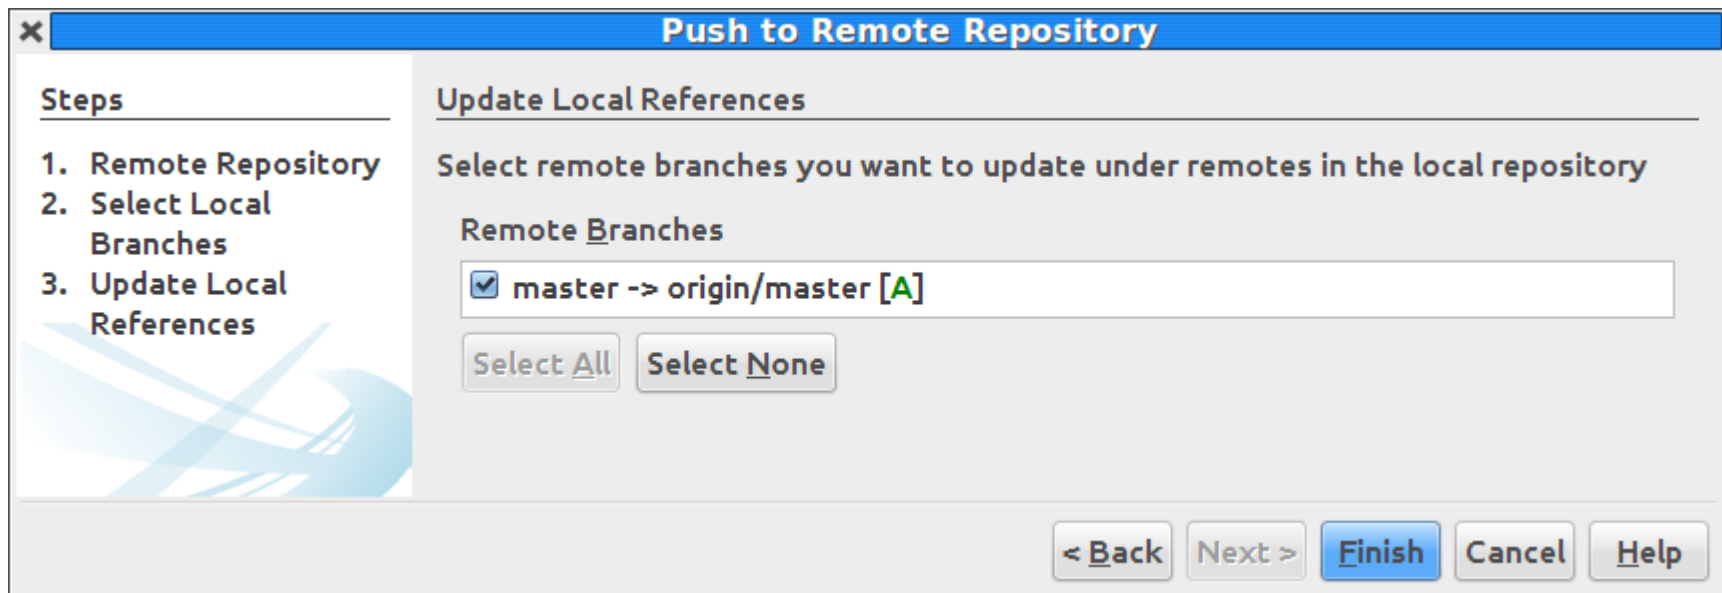 Push to Remote Repository
Steps
1. Remote Repository
2. Select Local
Branches
3. Update Local
References
Update Local References
Select remote branches you want to update under remotes in the local repository
Remote Branches
master -> origin/master [A]
Select All
Select None
< Back
Next >
Finish
Cancel
Help